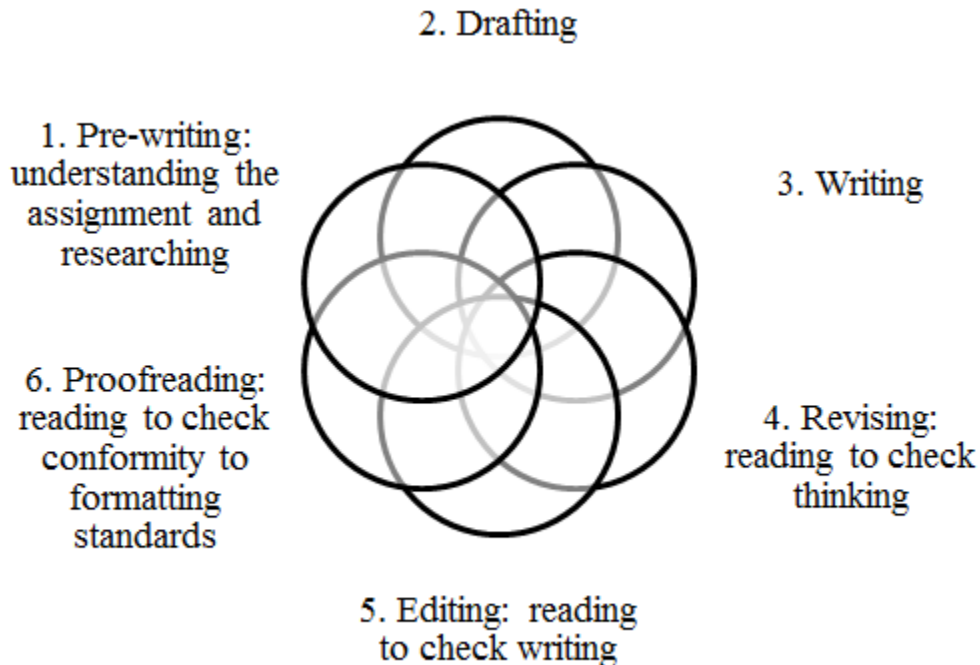 2. Drafting
1. Pre-writing:
understanding the
assignment and
researching
3. Writing
4. Revising:
reading to check
thinking
5. Editing: reading
to check writing
6. Proofreading:
reading to check
conformity to
formatting
standards